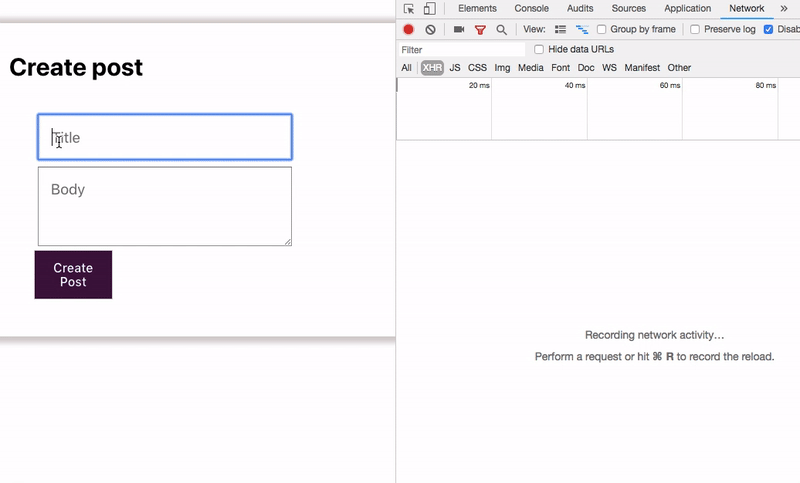 Create post
Title
Body
Create
Post
Elements Console Audits Sources Application Network »
View: Group by frame Preserve log Disab
Filter Hide data URLs
All XHR JS CSS Img Media Font Doc WS Manifest Other
20 ms 40 ms 60 ms 80 ms
Recording network activity…
Perform a request or hit ⌘ R to record the reload.